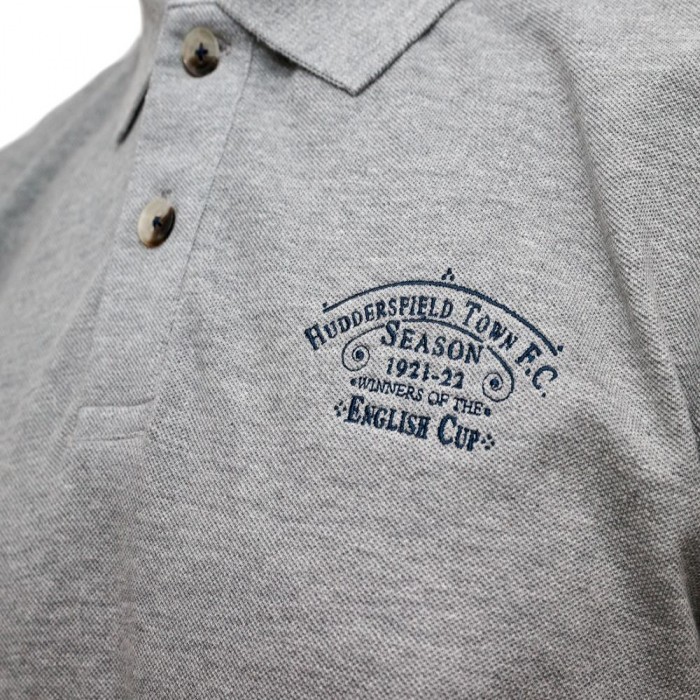 HUDDERSFIELD TOWN F.C.
SEASON
1921-22
WINNERS OF THE
ENGLISH CUP